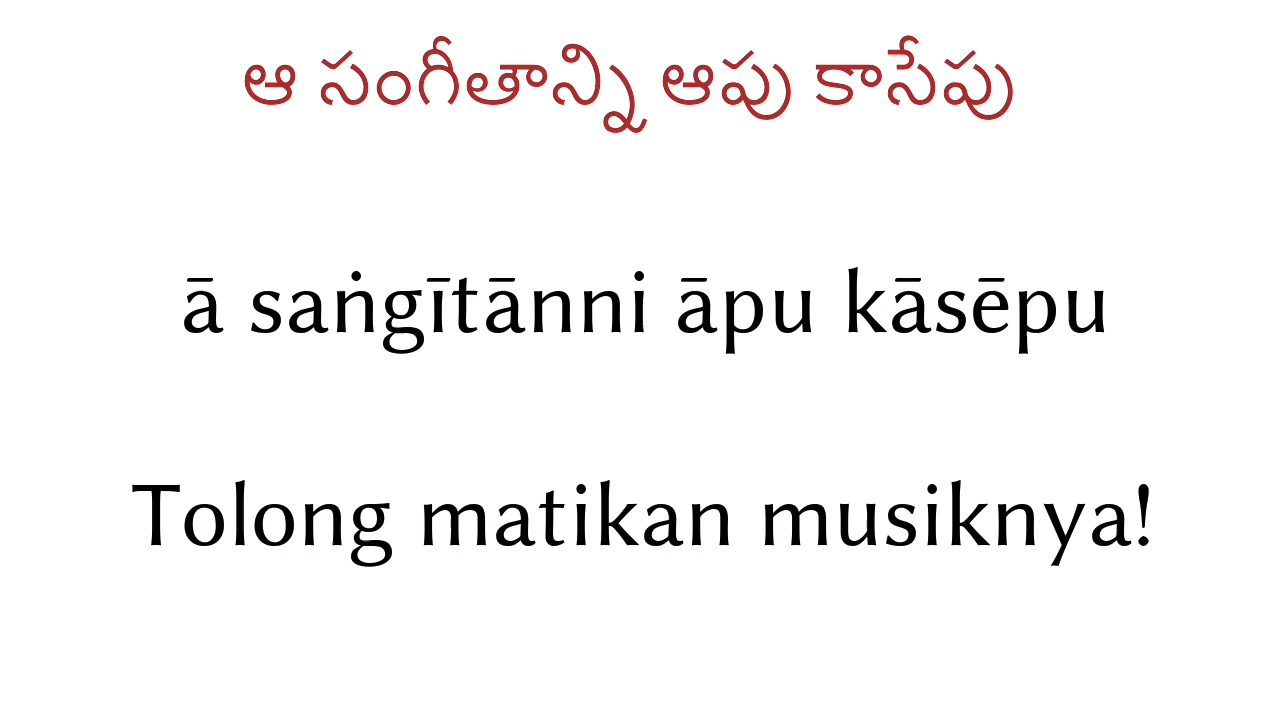 ఆ సంగీతాన్ని ఆపు కాసేపు
ā saṅgītānni āpu kāsēpu
Tolong matikan musiknya!